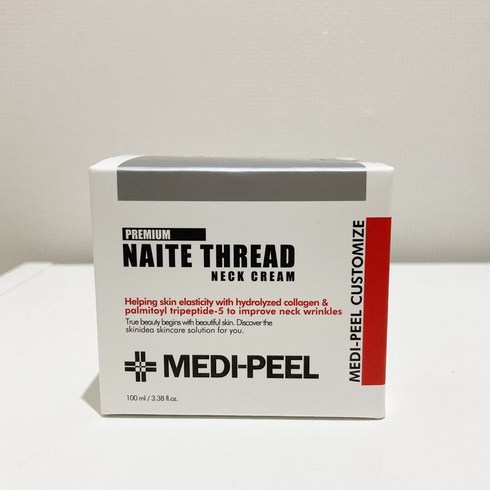 PREMIUM
NAITE THREAD
NECK CREAM
Helping skin elasticity with hydrolyzed collagen &
palmitoyl tripeptide-5 to improve neck wrinkles
True beauty begins with beautiful skin. Discover the
skinidea skincare solution for you.
MEDI-PEEL
100 ml / 3.38 fl.oz.
MEDI-PEEL CUSTOMIZE